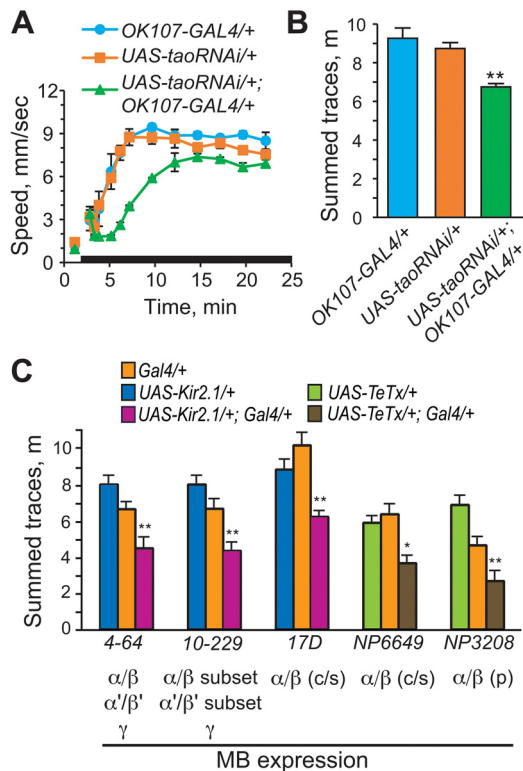 A
OK107-GAL4/+
UAS-taoRNAi/+
UAS-taoRNAi/+;
OK107-GAL4/+
Speed, mm/sec
12
9
6
3
0
0 5 10 15 20 25
Time, min
B
Summed traces, m
10
8
6
4
2
0
**
OK107-GAL4/+
UAS-taoRNAi/+
UAS-taoRNAi/+;
OK107-GAL4/+
C
Gal4/+
UAS-Kir2.1/+ UAS-TeTx/+
UAS-Kir2.1/+; Gal4/+ UAS-TeTx/+; Gal4/+
Summed traces, m
10
8
6
4
2
0
** ** ** * **
4-64 10-229 17D NP6649 NP3208
α/β α/β subset α/β (c/s) α/β (c/s) α/β (p)
α'/β' α'/β' subset
γ γ
MB expression